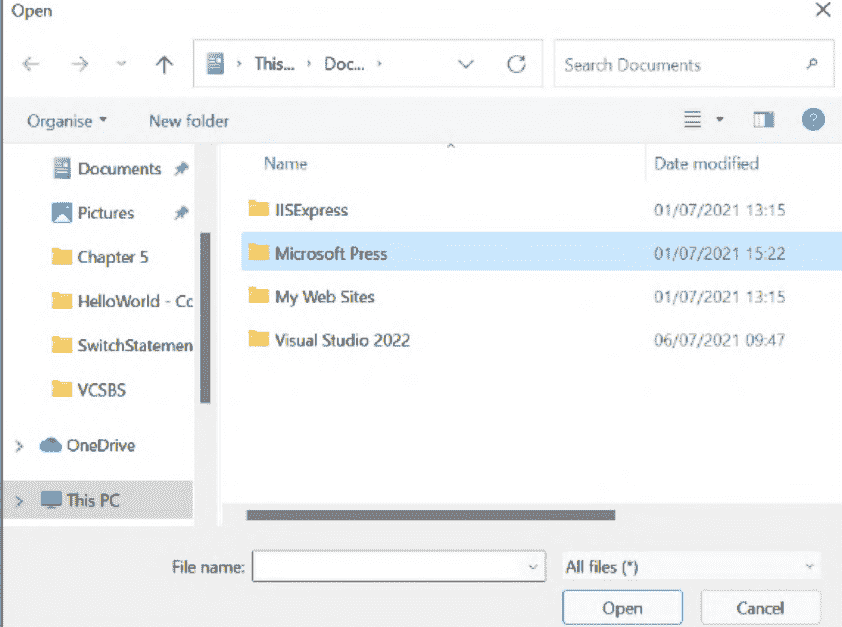 Open
This... Doc... Search Documents
Organise New folder
Name Date modified
Documents
Pictures
Chapter 5
HelloWorld - Co
SwitchStatemen
VCSBS
OneDrive
This PC
IISExpress 01/07/2021 13:15
Microsoft Press 01/07/2021 15:22
My Web Sites 01/07/2021 13:15
Visual Studio 2022 06/07/2021 09:47
File name: All files (*)
Open Cancel